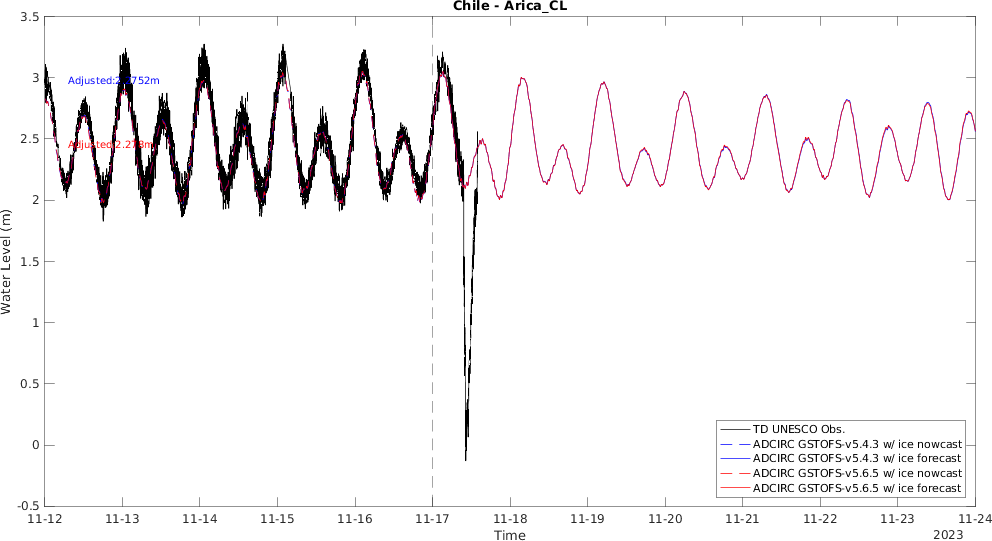 Chile - Arica_CL
3.5
3
2.5
2
1.5
1
0.5
0
-0.5
Water Level (m)
Adjusted:
Adjusted:2.278m
TD UNESCO Obs.
ADCIRC GSTOFS-v5.4.3 w/ ice nowcast
ADCIRC GSTOFS-v5.4.3 w/ ice forecast
ADCIRC GSTOFS-v5.6.5 w/ ice nowcast
ADCIRC GSTOFS-v5.6.5 w/ ice forecast
11-12 11-13 11-14 11-15 11-16 11-17 11-18 11-19 11-20 11-21 11-22 11-23 11-24
Time
2023